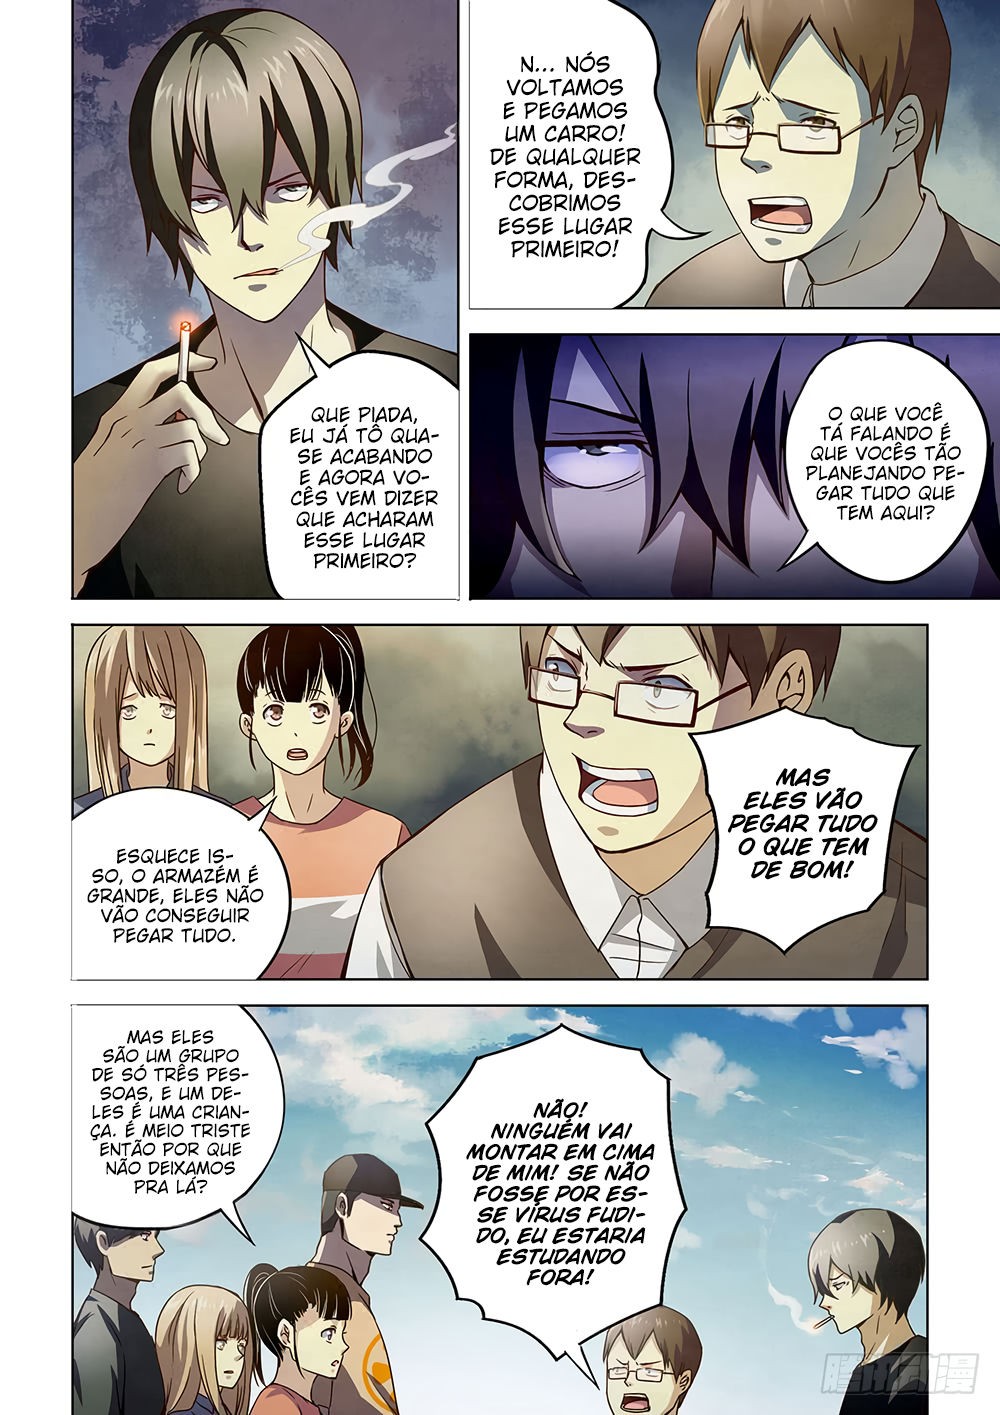 N... NÓS
VOLTAMOS
E PEGAMOS
UM CARRO!
DE QUALQUER
FORMA, DES-
COBRIMOS
ESSE LUGAR
PRIMEIRO!
QUE PIADA,
EU JÁ TÔ QUA-
SE ACABANDO
E AGORA VO-
CÊS VEM DIZER
QUE ACHARAM
ESSE LUGAR
PRIMEIRO?
O QUE VOCÊ
TÁ FALANDO É
QUE VOCÊS TÃO
PLANEJANDO PE-
GAR TUDO QUE
TEM AQUI?
MAS
ELES VÃO
PEGAR TUDO
O QUE TEM
DE BOM!
ESQUECE IS-
SO, O ARMAZÉM É
GRANDE, ELES NÃO
VÃO CONSEGUIR
PEGAR TUDO.
MAS ELES
SÃO UM GRUPO
DE SÓ TRÊS PES-
SOAS, E UM DE-
LES É UMA CRIAN-
ÇA. É MEIO TRISTE
ENTÃO POR QUE
NÃO DEIXAMOS
PRA LÁ?
NÃO!
NINGUÉM VAI
MONTAR EM CIMA
DE MIM! SE NÃO
FOSSE POR ES-
SE VÍRUS FUDI-
DO, EU ESTARIA
ESTUDANDO
FORA!
腾讯动漫